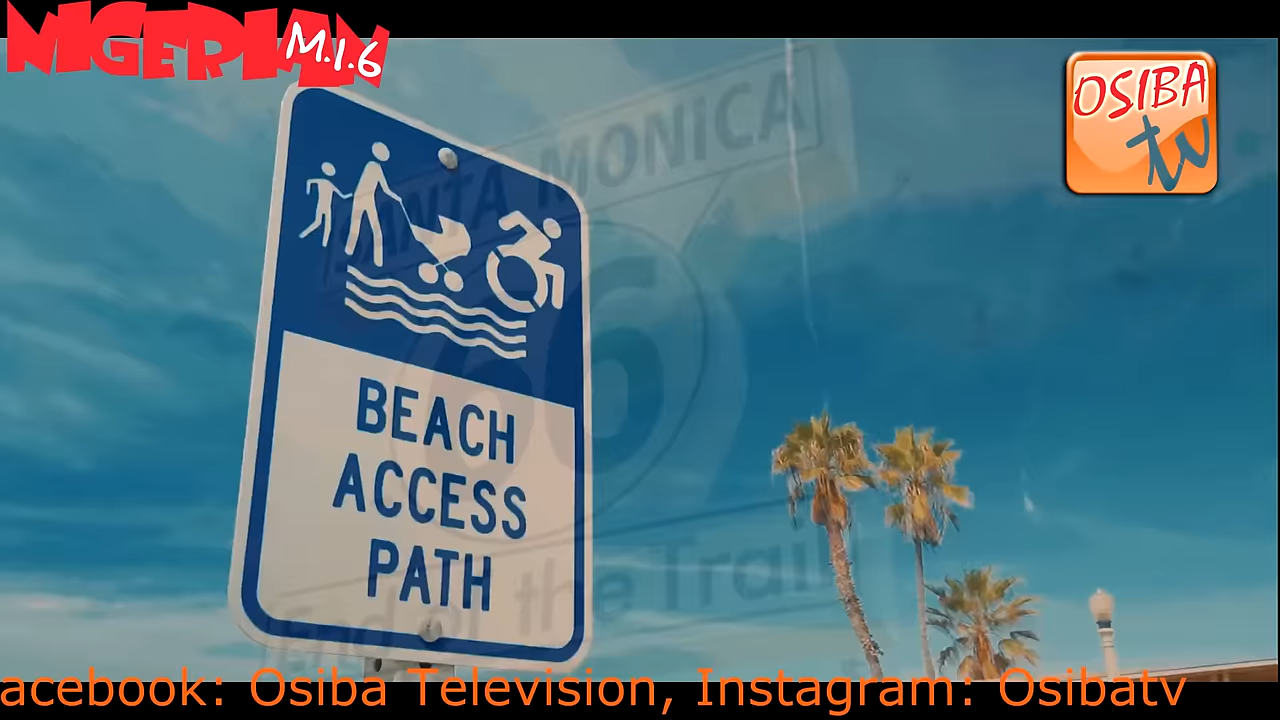 NIGERIAN
M.I.6
OSIBA
tv
SANTA MONICA
66
BEACH
ACCESS
PATH
End of the Trail
acebook: Osiba Television, Instagram: Osibatv